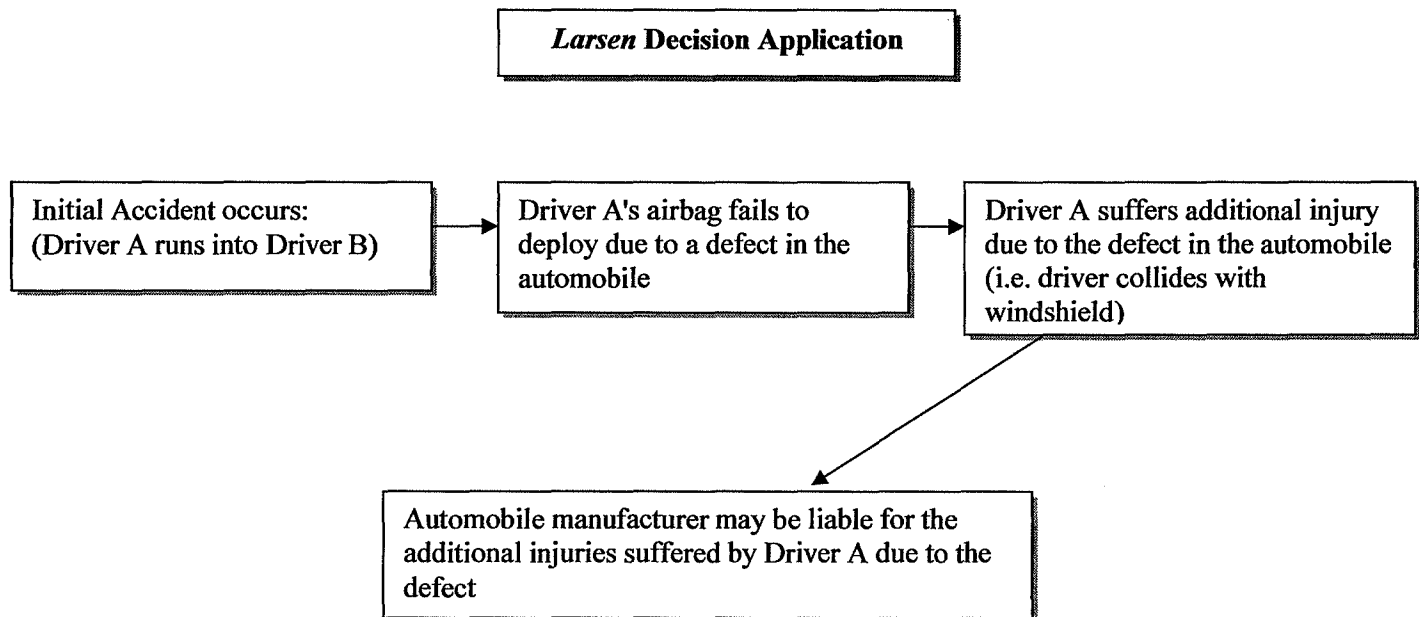 Larsen Decision Application
Initial Accident occurs:
(Driver A runs into Driver B)
Driver A's airbag fails to
deploy due to a defect in the
automobile
Driver A suffers additional injury
due to the defect in the automobile
(i.e. driver collides with
windshield)
Automobile manufacturer may be liable for the
additional injuries suffered by Driver A due to the
defect